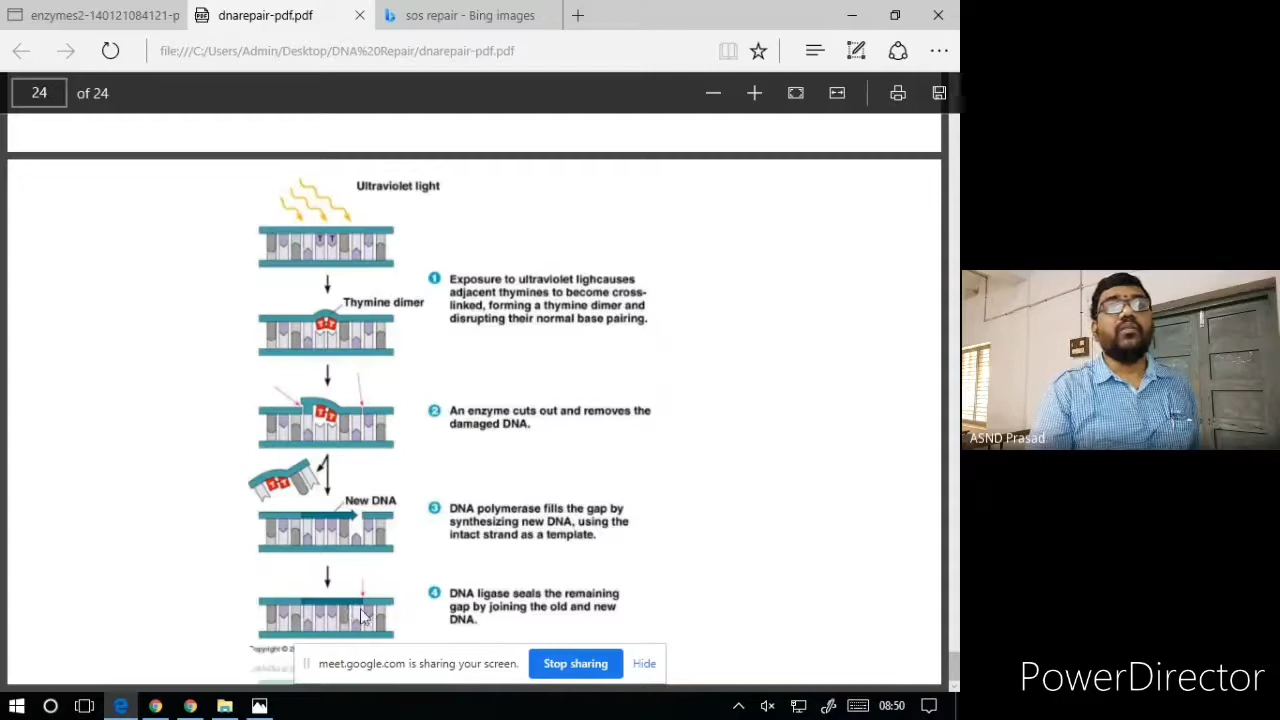 enzymes2-140121084121-p
dnarepair-pdf.pdf
sos repair - Bing images
file:///C:/Users/Admin/Desktop/DNA%20Repair/dnarepair-pdf.pdf
24 of 24
Ultraviolet light
T T
1 Exposure to ultraviolet lighcauses
adjacent thymines to become cross-
linked, forming a thymine dimer and
disrupting their normal base pairing.
Thymine dimer
T T
2 An enzyme cuts out and removes the
damaged DNA.
T T
T T
New DNA
3 DNA polymerase fills the gap by
synthesizing new DNA, using the
intact strand as a template.
4 DNA ligase seals the remaining
gap by joining the old and new
DNA.
Copyright © 2
meet.google.com is sharing your screen.
Stop sharing
Hide
08:50
ASND Prasad
PowerDirector